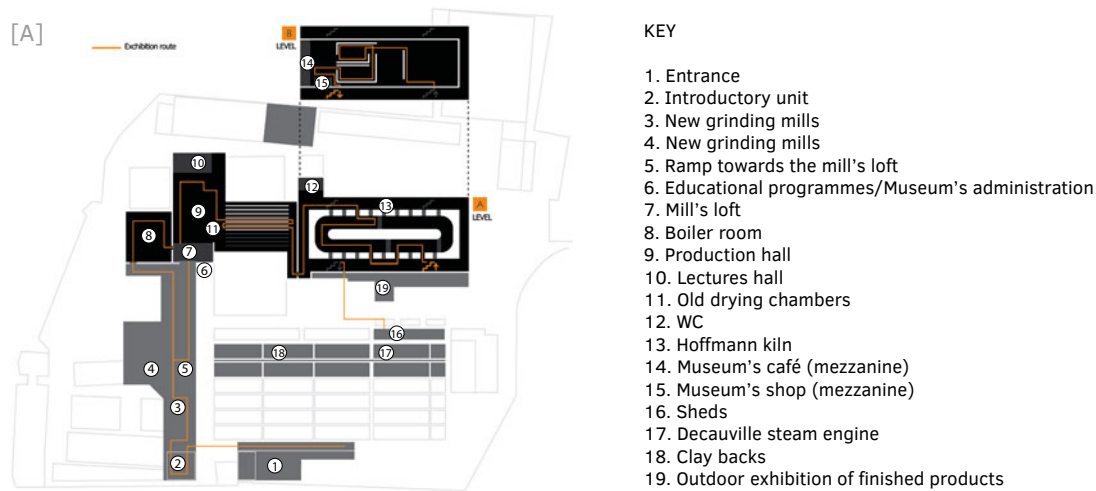 [A]
Exchibition route
B
LEVEL
14
15
10
12
13
A
LEVEL
9
11
8
7
6
19
16
18
17
4
5
3
2
1
KEY
1. Entrance
2. Introductory unit
3. New grinding mills
4. New grinding mills
5. Ramp towards the mill's loft
6. Educational programmes/Museum's administration
7. Mill's loft
8. Boiler room
9. Production hall
10. Lectures hall
11. Old drying chambers
12. WC
13. Hoffmann kiln
14. Museum's café (mezzanine)
15. Museum's shop (mezzanine)
16. Sheds
17. Decauville steam engine
18. Clay backs
19. Outdoor exhibition of finished products